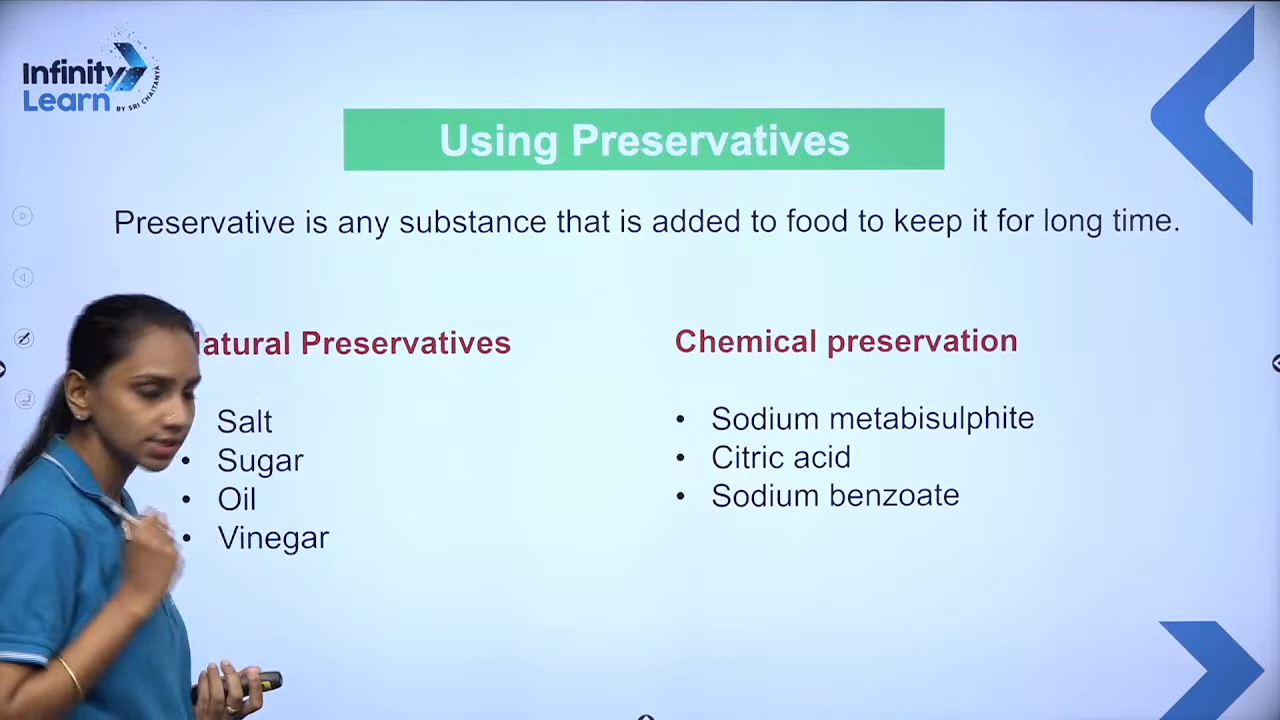 Infinity
Learn
BY SRI CHAITANYA
Using Preservatives
Preservative is any substance that is added to food to keep it for long time.
Natural Preservatives
Salt
• Sugar
• Oil
• Vinegar
Chemical preservation
• Sodium metabisulphite
• Citric acid
• Sodium benzoate